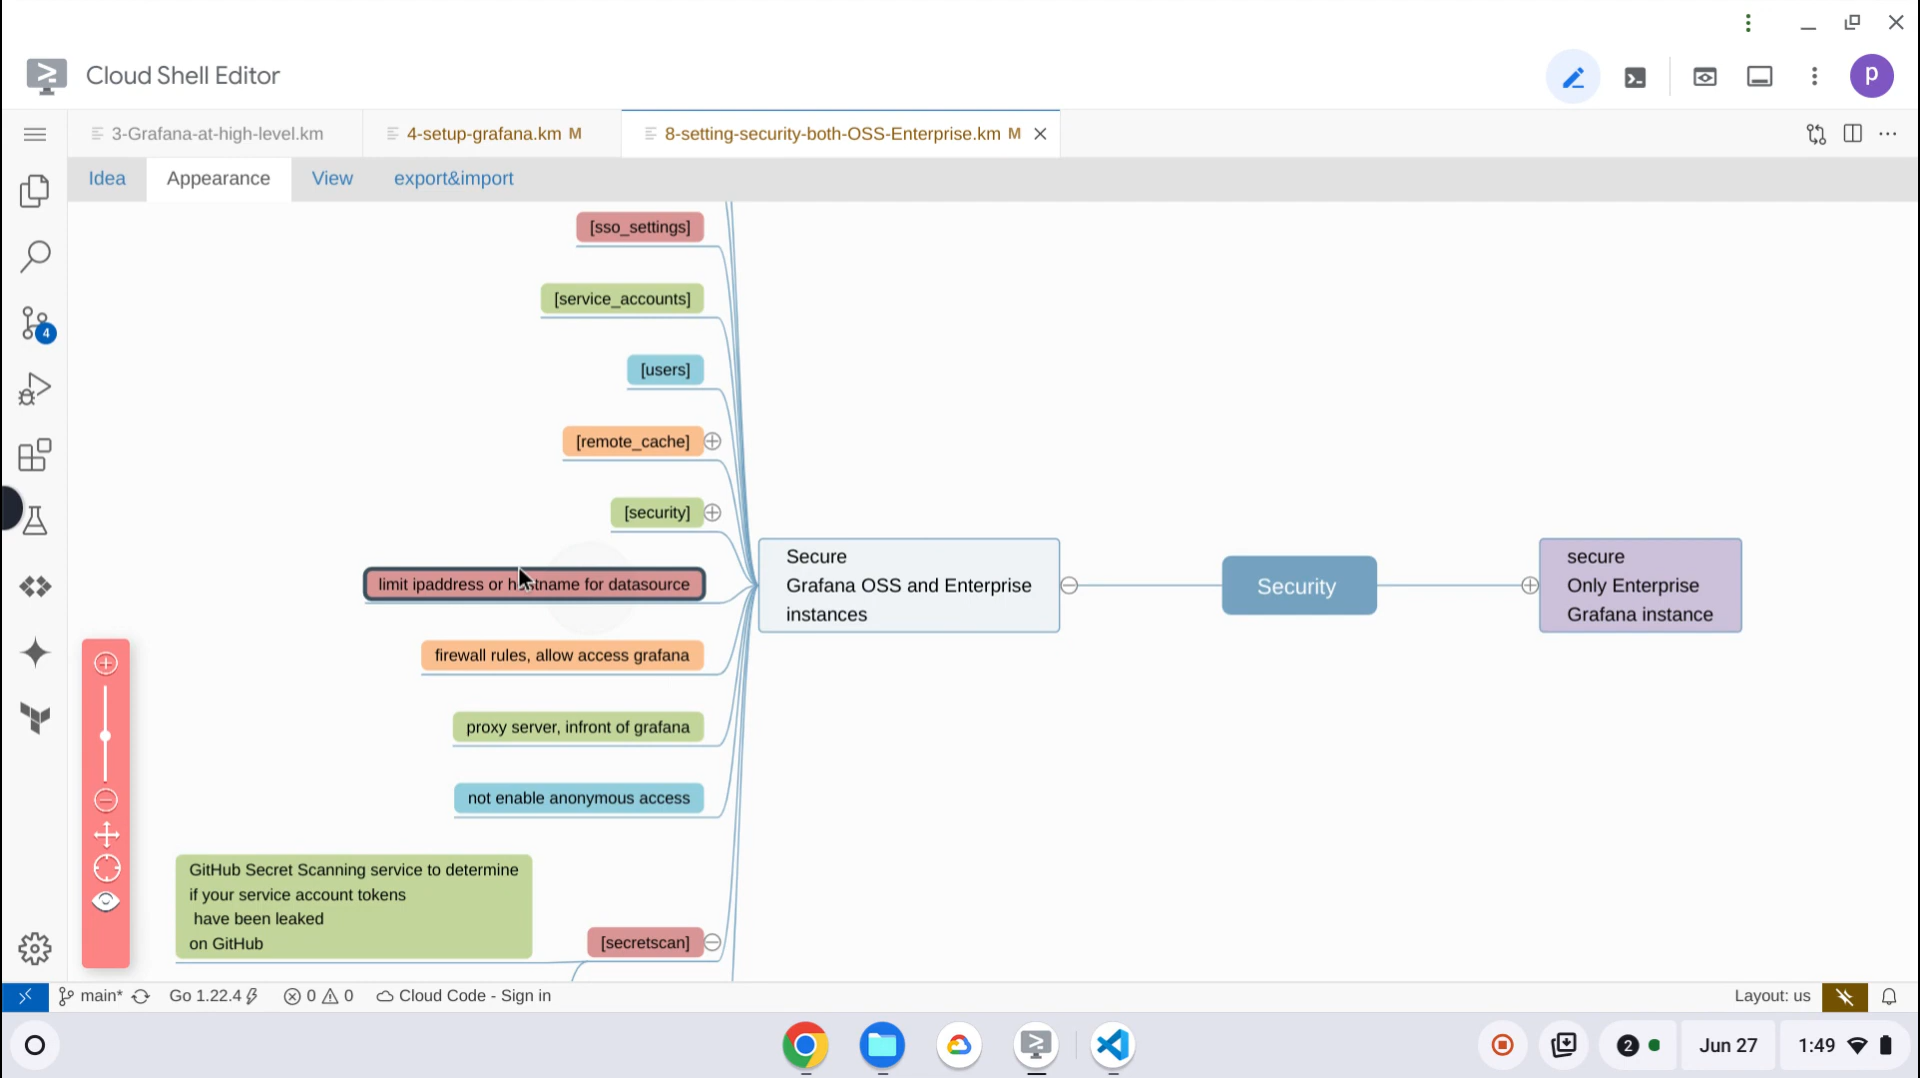 Cloud Shell Editor
p
3-Grafana-at-high-level.km
4-setup-grafana.km M
8-setting-security-both-OSS-Enterprise.km M
Idea
Appearance
View
export&import
[sso_settings]
[service_accounts]
[users]
[remote_cache]
[security]
limit ipaddress or hostname for datasource
firewall rules, allow access grafana
proxy server, infront of grafana
not enable anonymous access
GitHub Secret Scanning service to determine
if your service account tokens
have been leaked
on GitHub
[secretscan]
Secure
Grafana OSS and Enterprise
instances
Security
secure
Only Enterprise
Grafana instance
4
main*
Go 1.22.4
0
0
Cloud Code - Sign in
Layout: us
2
Jun 27
1:49